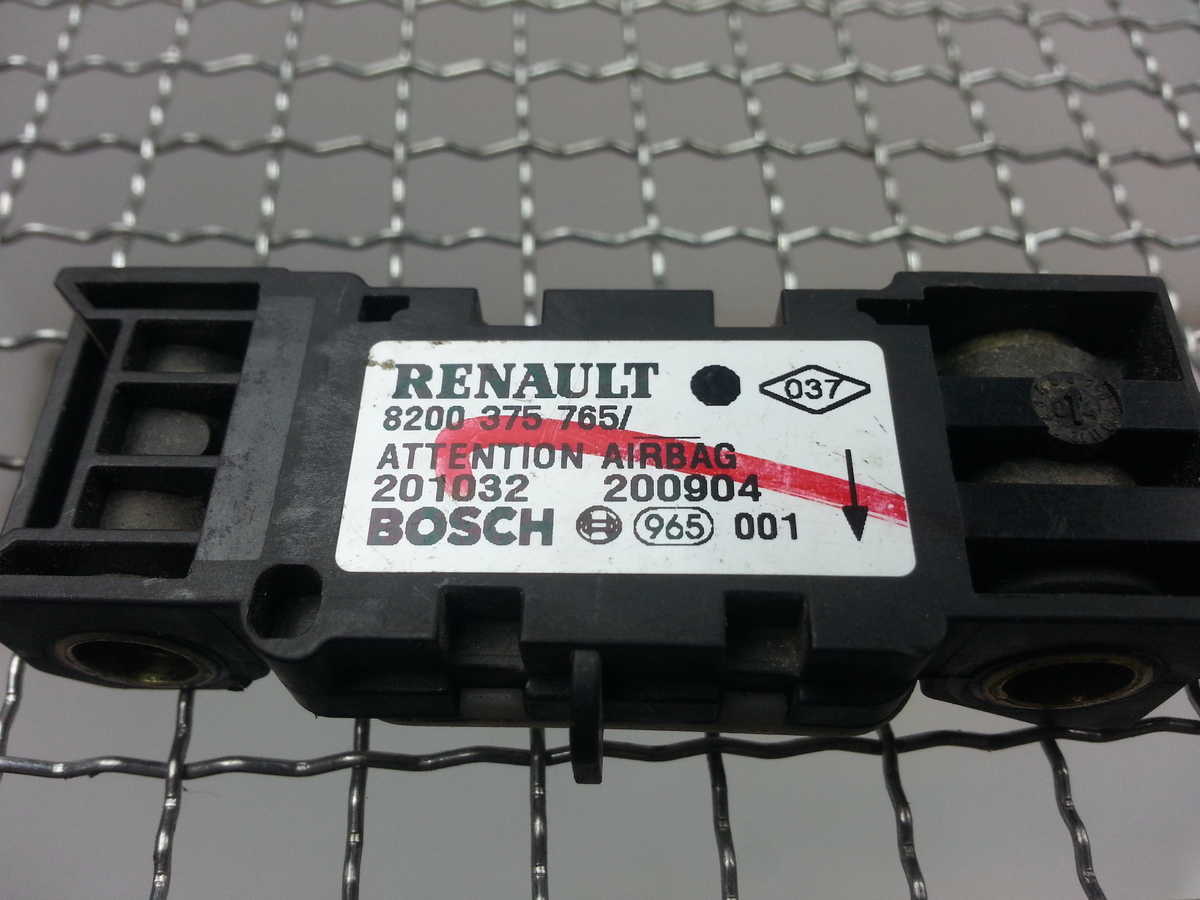 RENAULT 037
8200 375 765/
ATTENTION AIRBAG
201032 200904
BOSCH 965 001